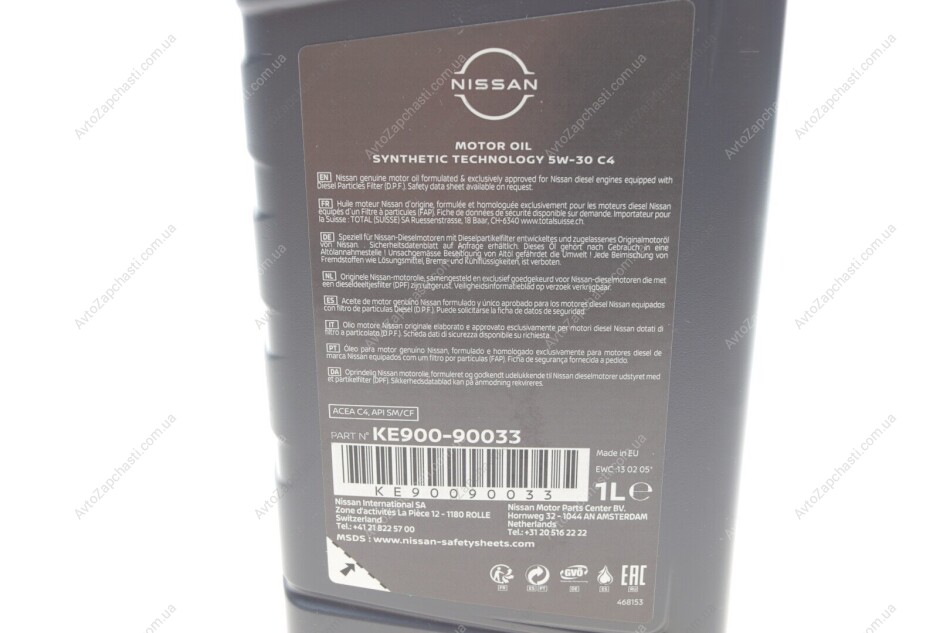 NISSAN
MOTOR OIL
SYNTHETIC TECHNOLOGY 5W-30 C4
EN Nissan genuine motor oil formulated & exclusively approved for Nissan diesel engines equipped with
Diesel Particles Filter (D.P.F.). Safety data sheet available on request.
FR Huile moteur Nissan d'origine, formulée et homologuée exclusivement pour les moteurs diesel Nissan
équipés d'un Filtre à particules (FAP). Fiche de données de sécurité disponible sur demande. Importateur pour
la Suisse : TOTAL (SUISSE) SA Ruessenstrasse, 18 Baar, CH-6340 www.totalsuisse.ch.
DE Speziell für Nissan-Dieselmotoren mit Dieselpartikelfilter entwickeltes und zugelassenes Originalmotoröl
von Nissan . Sicherheitsdatenblatt auf Anfrage erhältlich. Dieses Öl gehört nach Gebrauch in eine
Altölannahmestelle ! Unsachgemässe Beseitigung von Altöl gefährdet die Umwelt ! Jede Beimischung von
Fremdstoffen wie Lösungsmittel, Brems- und Kühlflüssigkeiten, ist verboten.
NL Originele Nissan-motorolie, samengesteld en exclusief goedgekeurd voor Nissan-dieselmotoren die met
een dieseldeeltjesfilter (DPF) zijn uitgerust. Veiligheidsinformatieblad op verzoek verkrijgbaar.
ES Aceite de motor genuino Nissan formulado y único aprobado para los motores diesel Nissan equipados
con filtro de partículas Diesel (D.P.F.). Puede solicitarse la ficha de datos de seguridad.
IT Olio motore Nissan originale elaborato e approvato esclusivamente per motori diesel Nissan dotati di
filtro a particolato (D.P.F.). Scheda dati di sicurezza disponibile su richiesta.
PT Óleo para motor genuíno Nissan, formulado e homologado exclusivamente para motores diesel de
marca Nissan equipados com um filtro por partículas (FAP). Ficha de segurança fornecida a pedido.
DA Oprindelig Nissan motorolie, formuleret og godkendt udelukkende til Nissan dieselmotorer udstyret med
et partikelfilter (DPF). Sikkerhedsdatablad kan på anmodning rekvireres.
ACEA C4, API SM/CF
PART N° KE900-90033
KE90090033
Made in EU
EWC: 13 02 05*
1L e
Nissan International SA
Zone d'activités La Pièce 12 - 1180 ROLLE
Switzerland
Tel.: +41 21 822 57 00
Nissan Motor Parts Center BV.
Hornweg 32 - 1044 AN AMSTERDAM
Netherlands
Tel.: +31 20 516 22 22
MSDS : www.nissan-safetysheets.com
GVÖ EAC
FR ES PT DE ES RU
468153
AvtoZapchasti.com.ua